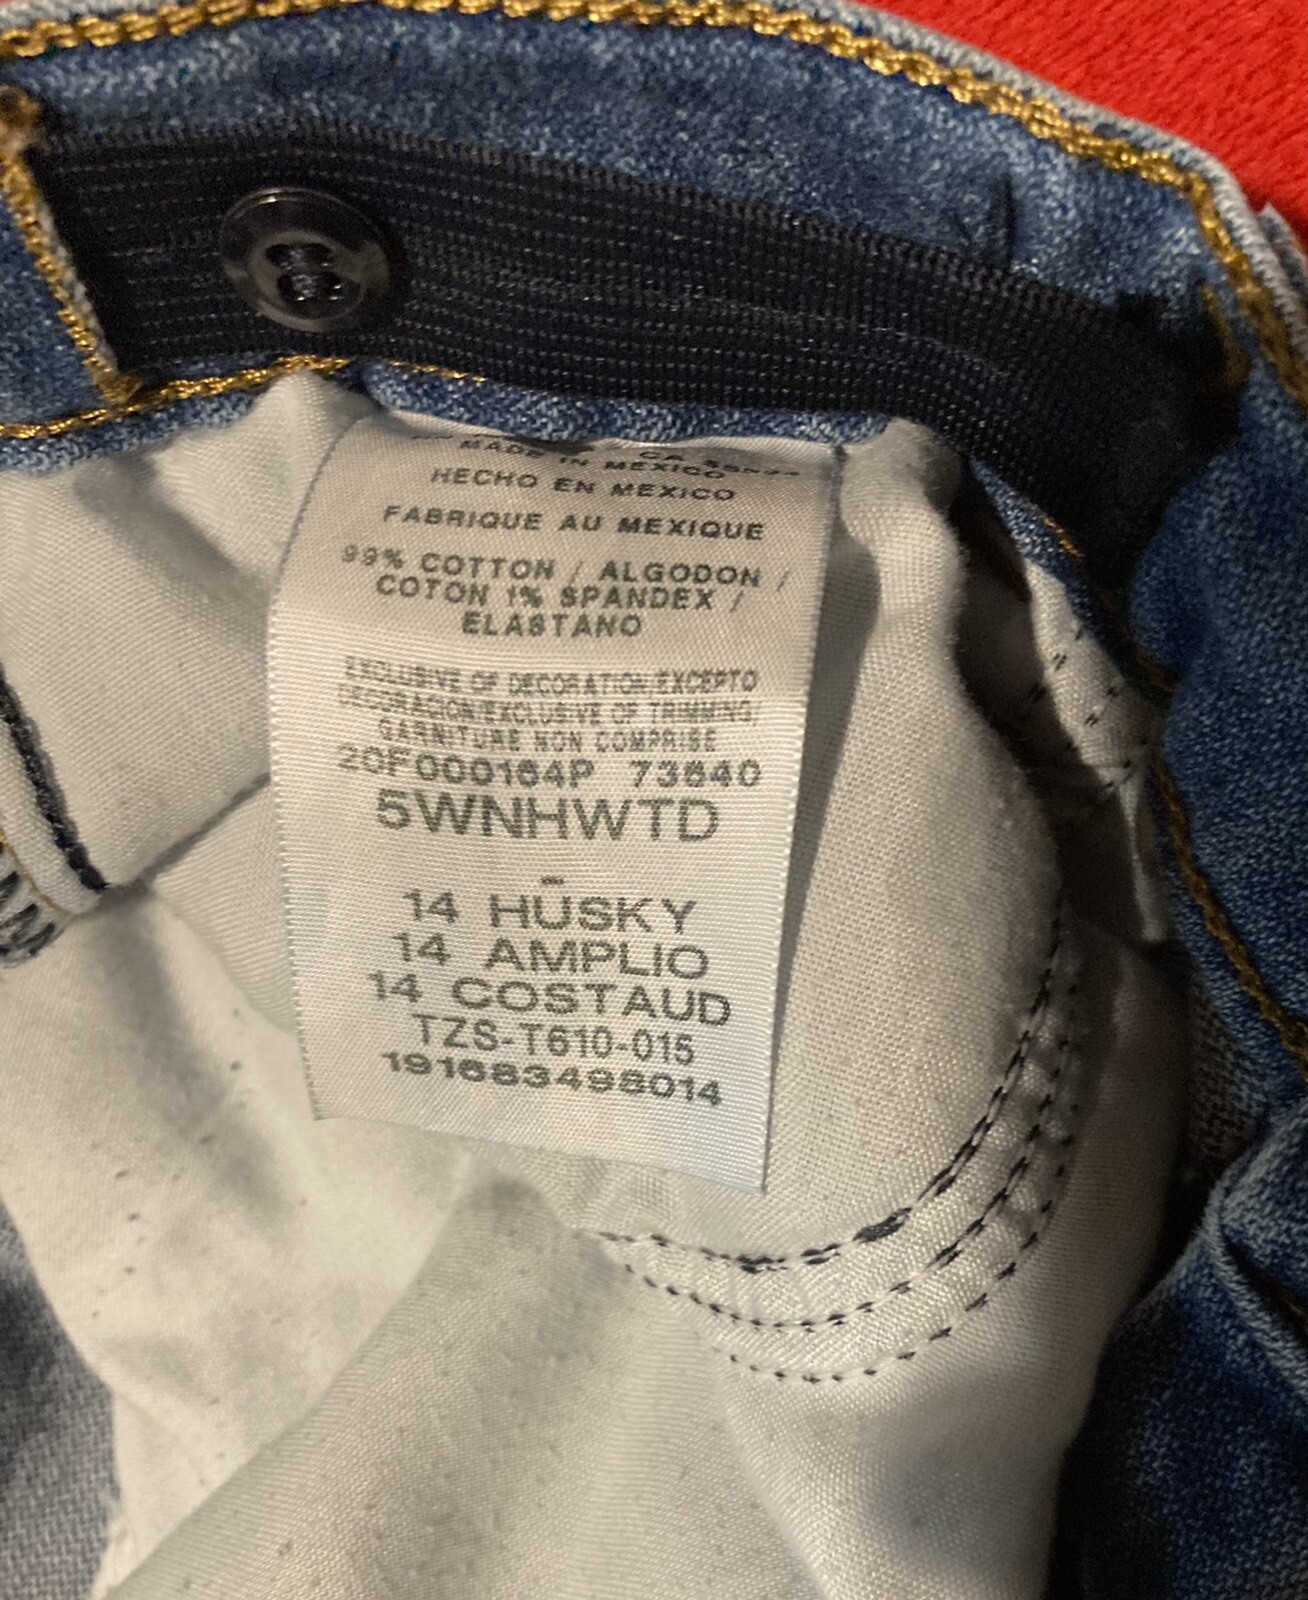 CA
MADE IN MEXICO
HECHO EN MEXICO
FABRIQUE AU MEXIQUE
99% COTTON / ALGODON /
COTON 1% SPANDEX /
ELASTANO
EXCLUSIVE OF DECORATION/EXCEPTO
DECORACION/EXCLUSIVE OF TRIMMING/
GARNITURE NON COMPRISE
20F000164P 73640
5WNHWTD
-
14 HUSKY
14 AMPLIO
14 COSTAUD
TZS-T610-015
191683498014